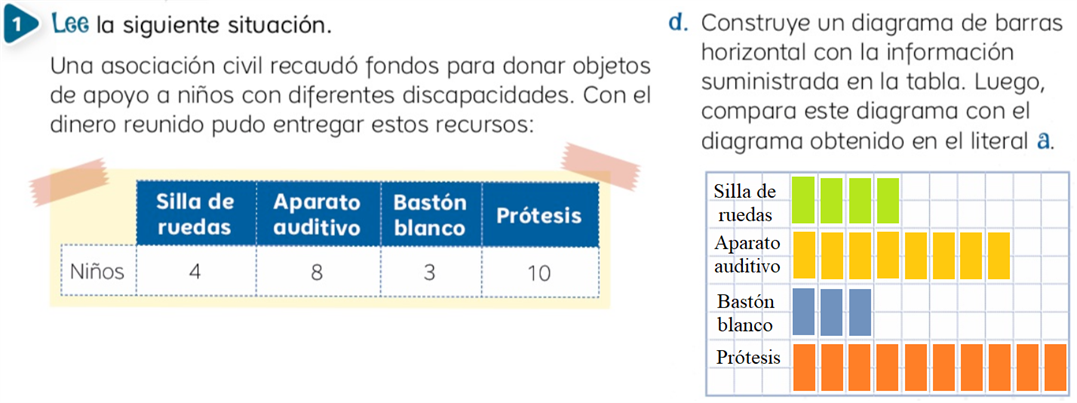 1 Lee la siguiente situación.
Una asociación civil recaudó fondos para donar objetos
de apoyo a niños con diferentes discapacidades. Con el
dinero reunido pudo entregar estos recursos:
Silla de ruedas Aparato auditivo Bastón blanco Prótesis
Niños 4 8 3 10
d. Construye un diagrama de barras
horizontal con la información
suministrada en la tabla. Luego,
compara este diagrama con el
diagrama obtenido en el literal a.
Silla de
ruedas
Aparato
auditivo
Bastón
blanco
Prótesis